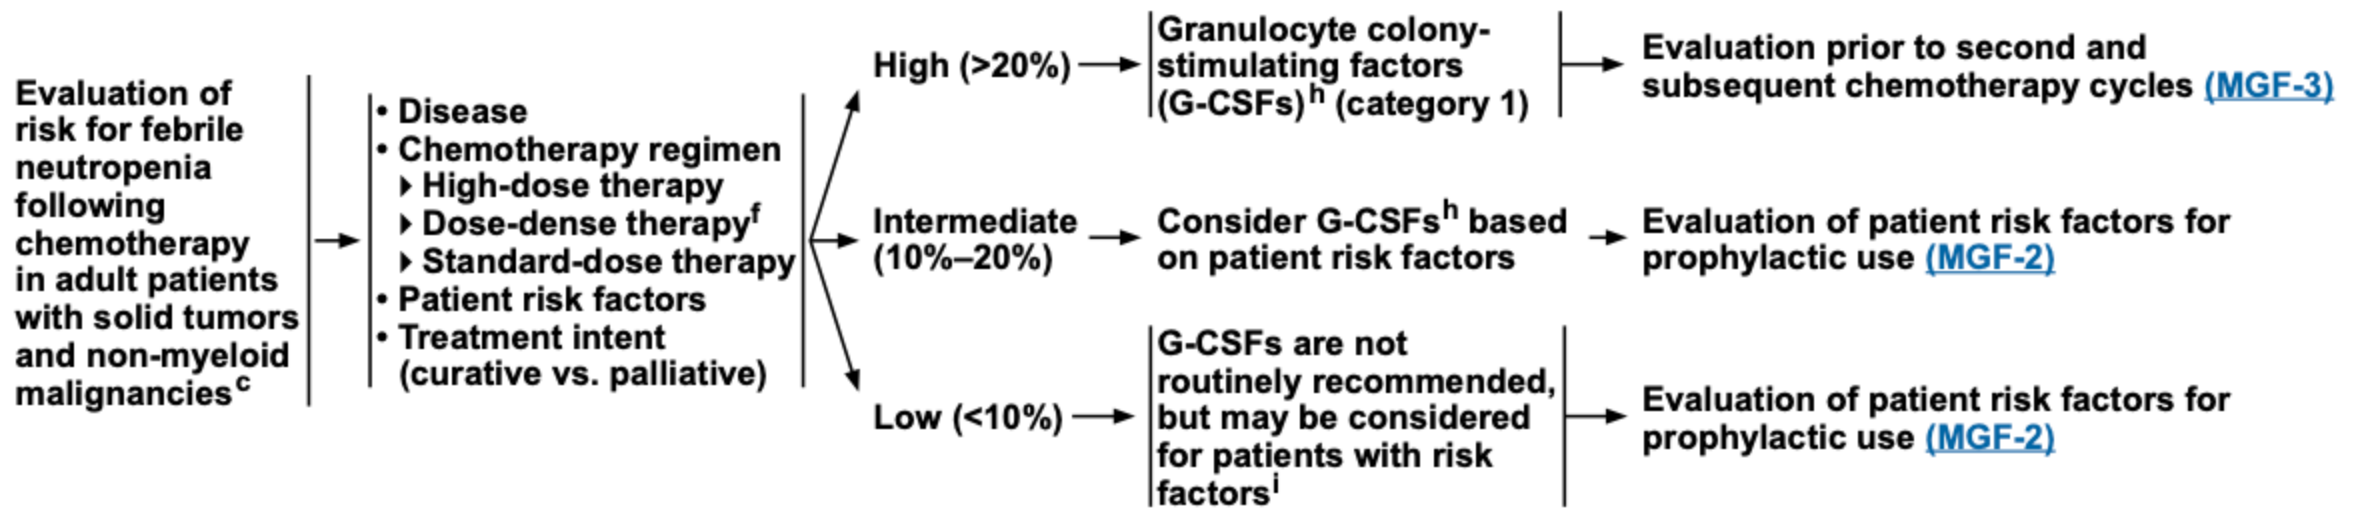 Evaluation of
risk for febrile
neutropenia
following
chemotherapy
in adult patients
with solid tumors
and non-myeloid
malignanciesᶜ
• Disease
• Chemotherapy regimen
▸ High-dose therapy
▸ Dose-dense therapyᶠ
▸ Standard-dose therapy
• Patient risk factors
• Treatment intent
(curative vs. palliative)
High (>20%)
Granulocyte colony-
stimulating factors
(G-CSFs)ʰ (category 1)
Evaluation prior to second and
subsequent chemotherapy cycles (MGF-3)
Intermediate
(10%–20%)
Consider G-CSFsʰ based
on patient risk factors
Evaluation of patient risk factors for
prophylactic use (MGF-2)
Low (<10%)
G-CSFs are not
routinely recommended,
but may be considered
for patients with risk
factorsⁱ
Evaluation of patient risk factors for
prophylactic use (MGF-2)